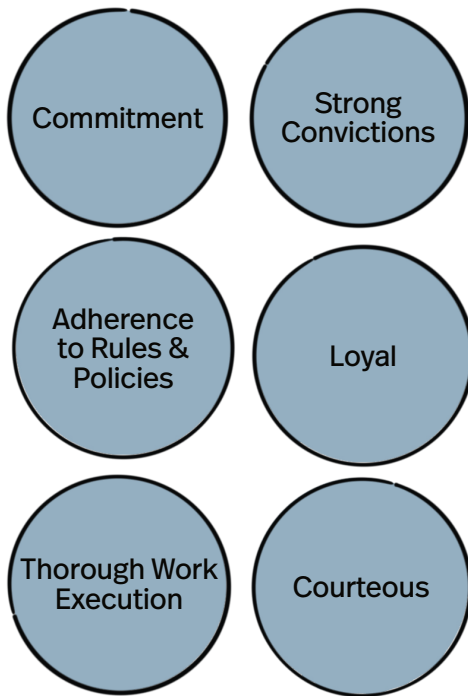 Commitment
Strong
Convictions
Adherence
to Rules &
Policies
Loyal
Thorough Work
Execution
Courteous